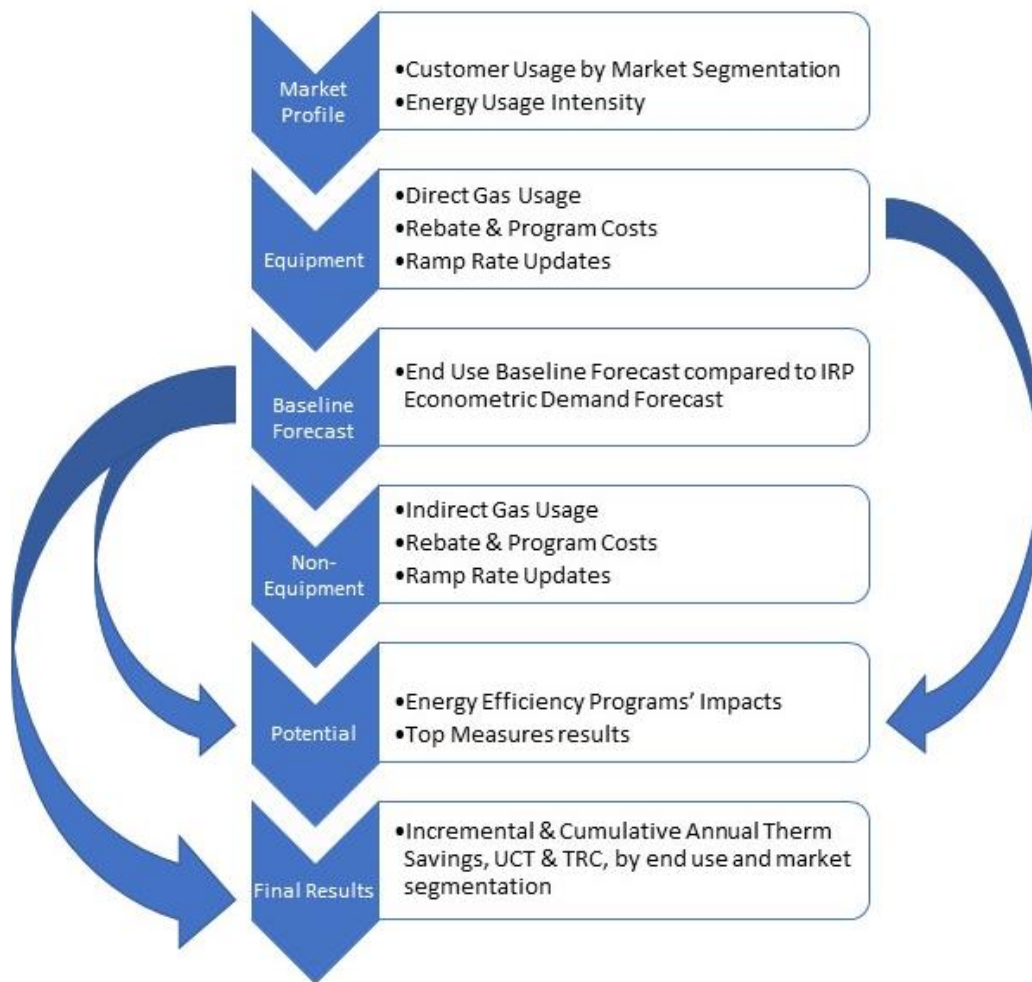 Market
Profile
•Customer Usage by Market Segmentation
•Energy Usage Intensity
Equipment
•Direct Gas Usage
•Rebate & Program Costs
•Ramp Rate Updates
Baseline
Forecast
•End Use Baseline Forecast compared to IRP
Econometric Demand Forecast
Non-
Equipment
•Indirect Gas Usage
•Rebate & Program Costs
•Ramp Rate Updates
Potential
•Energy Efficiency Programs’ Impacts
•Top Measures results
Final Results
•Incremental & Cumulative Annual Therm
Savings, UCT & TRC, by end use and market
segmentation